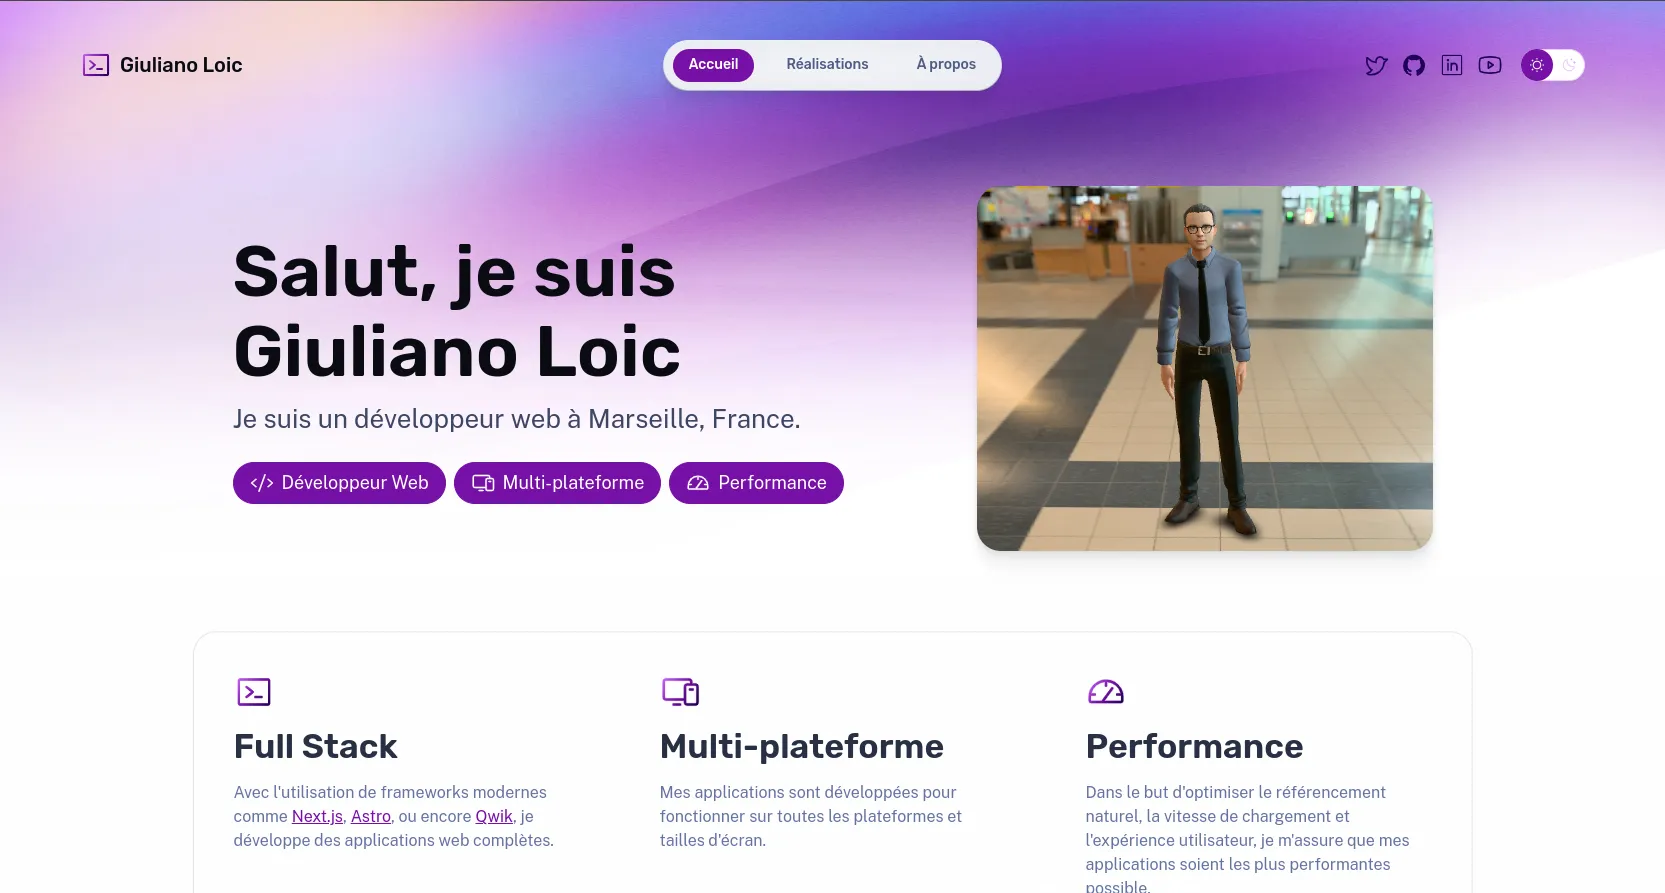 Giuliano Loic
Accueil
Réalisations
À propos
Salut, je suis
Giuliano Loic
Je suis un développeur web à Marseille, France.
Développeur Web
Multi-plateforme
Performance
Full Stack
Avec l'utilisation de frameworks modernes
comme Next.js, Astro, ou encore Qwik, je
développe des applications web complètes.
Multi-plateforme
Mes applications sont développées pour
fonctionner sur toutes les plateformes et
tailles d'écran.
Performance
Dans le but d'optimiser le référencement
naturel, la vitesse de chargement et
l'expérience utilisateur, je m'assure que mes
applications soient les plus performantes
possible.